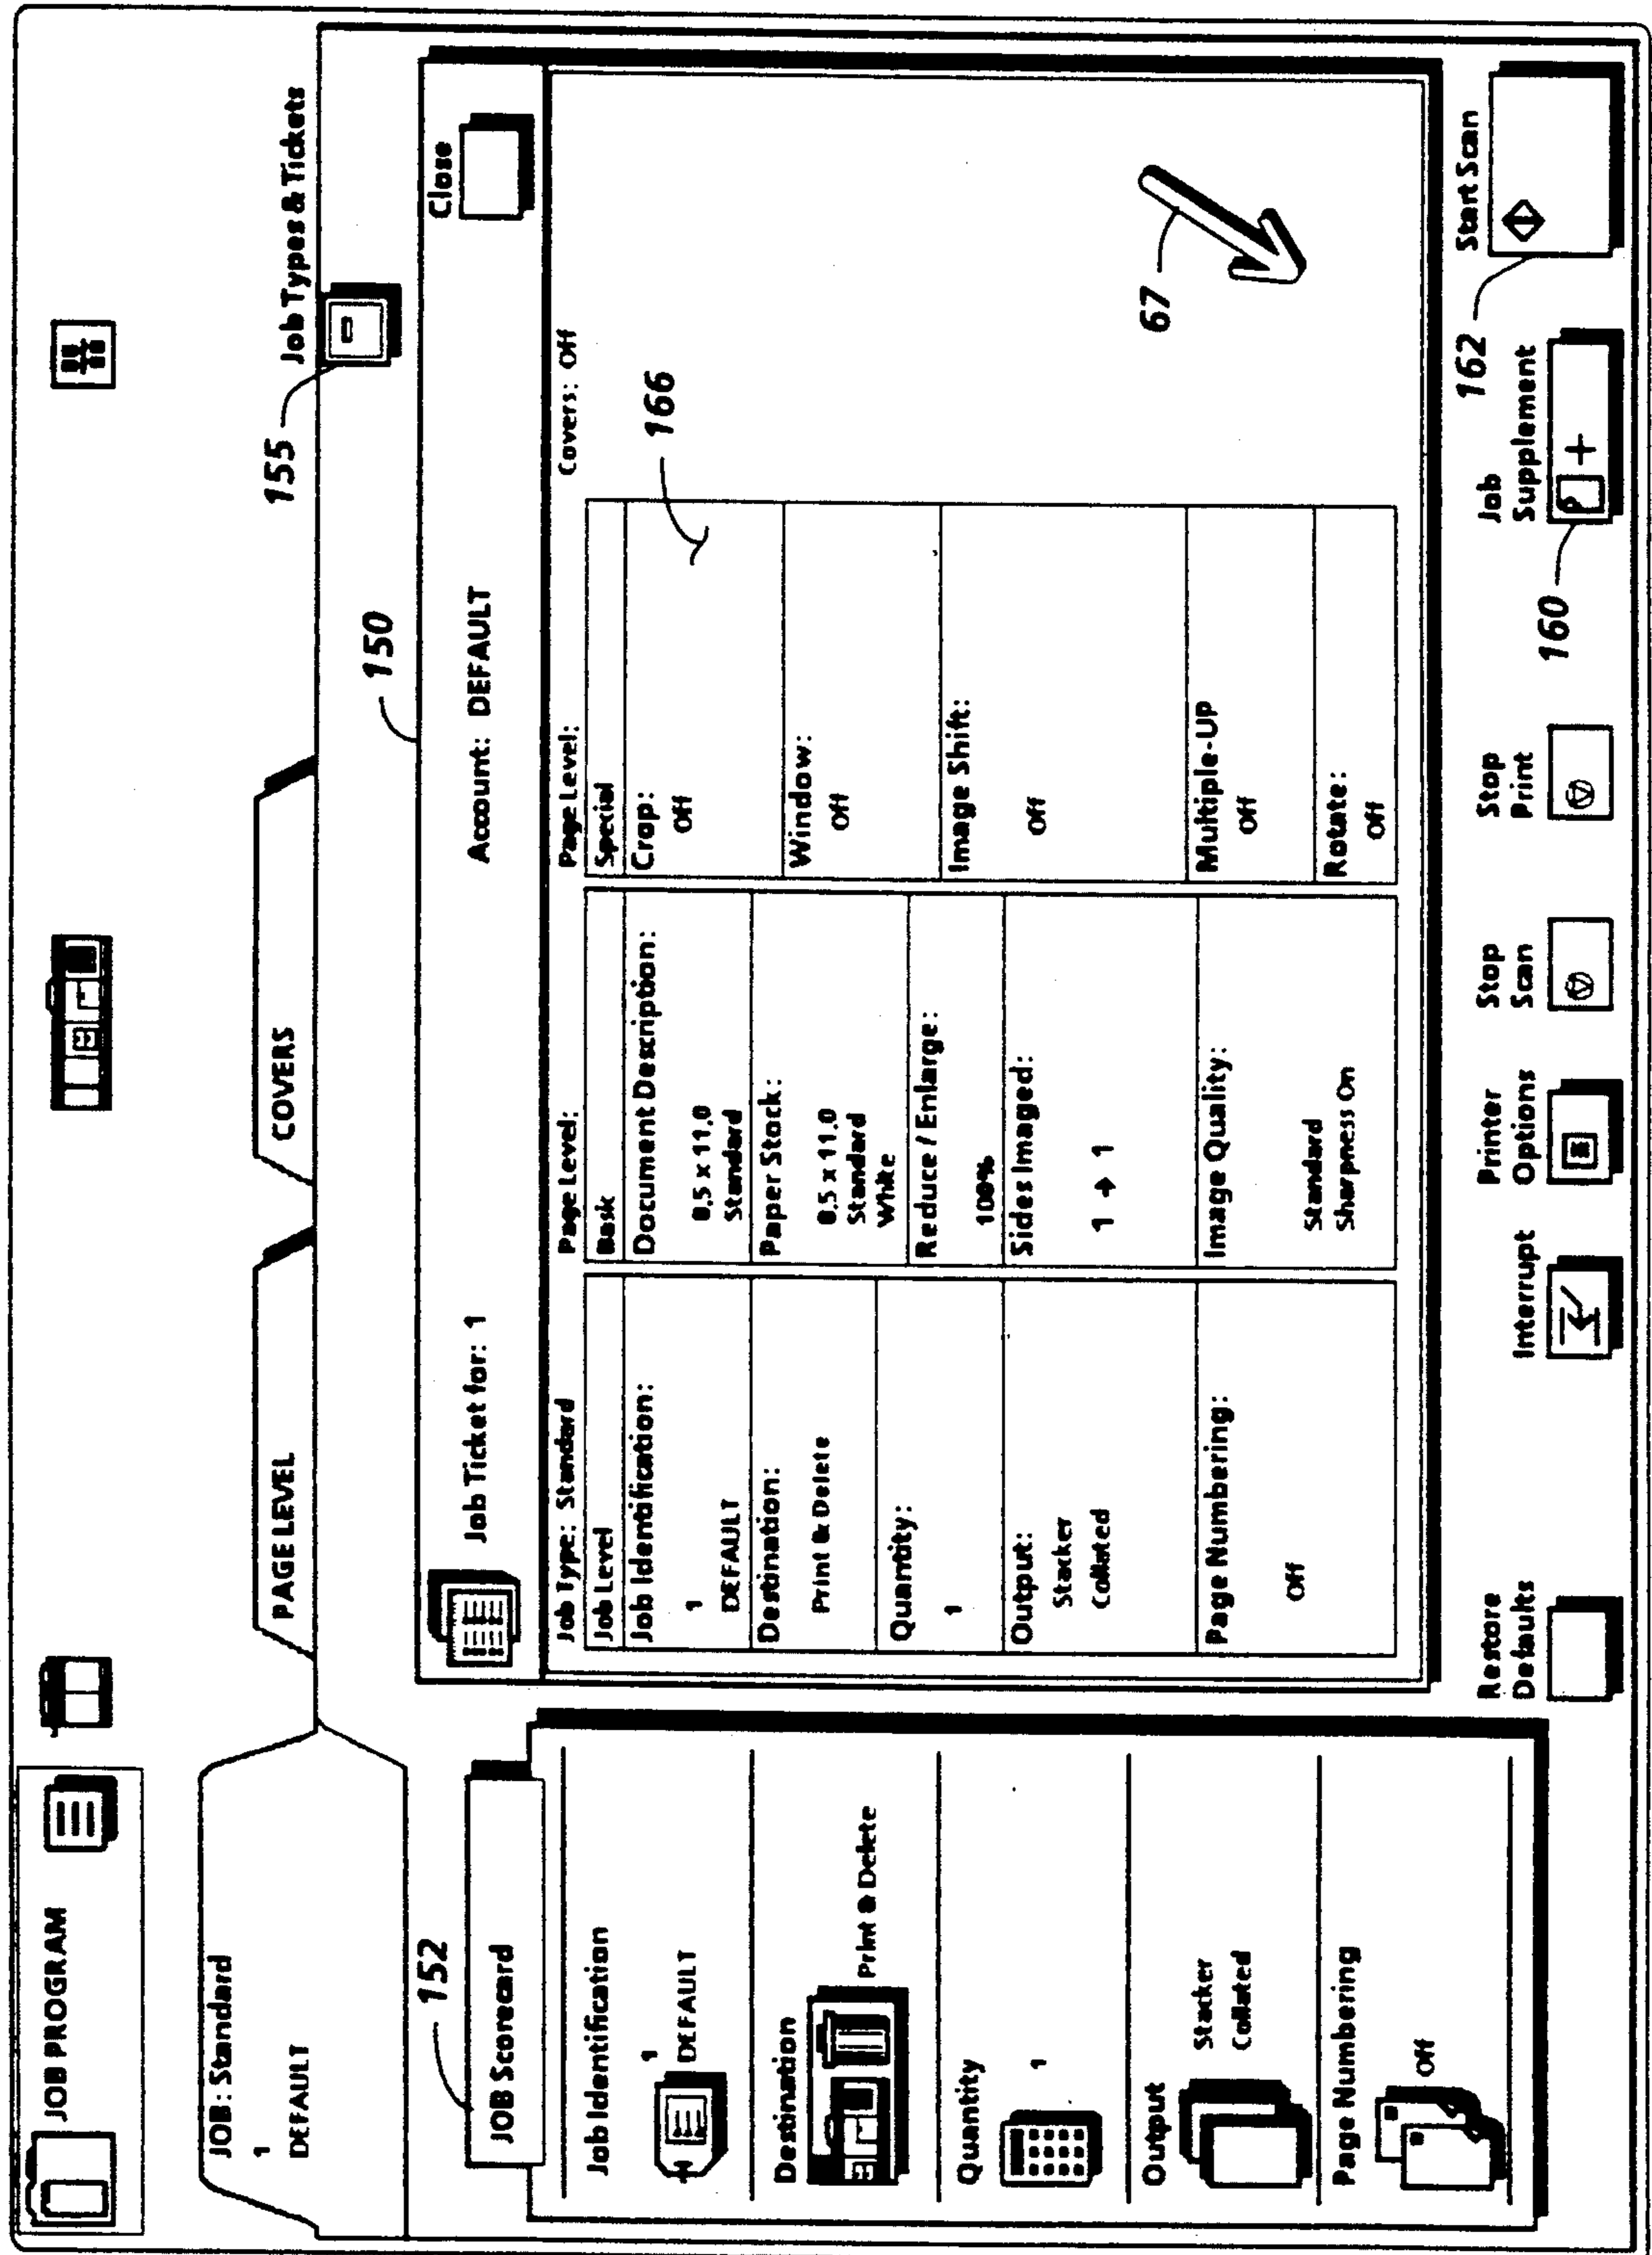 JOB PROGRAM
JOB: Standard
1
DEFAULT
PAGE LEVEL
COVERS
155
Job Types & Tickets
152
150
JOB Scorecard
Job Identification
1
DEFAULT
Destination
Print & Delete
Quantity
1
Output
Stacker
Collated
Page Numbering
Off
Job Ticket for: 1
Account: DEFAULT
Close
Job Type: Standard
Job Level
Job Identification:
1
DEFAULT
Destination:
Print & Delete
Quantity:
1
Output:
Stacker
Collated
Page Numbering:
Off
Page Level:
Basic
Document Description:
8.5 x 11.0
Standard
Paper Stock:
8.5 x 11.0
Standard
White
Reduce / Enlarge:
100%
Sides Imaged:
1 → 1
Image Quality:
Standard
Sharpness On
Page Level:
Special
Crop:
Off
Window:
Off
Image Shift:
Off
Multiple-UP
Off
Rotate:
Off
Covers: Off
166
67
Restore
Defaults
Interrupt
Printer
Options
Stop
Scan
Stop
Print
160
Job
Supplement
162
Start Scan